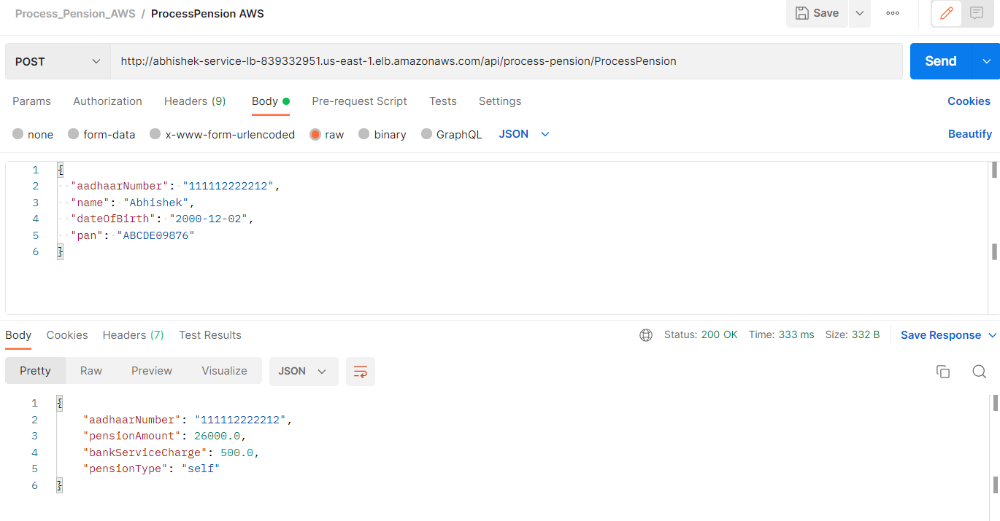 Process_Pension_AWS / ProcessPension AWS
Save
POST
http://abhishek-service-lb-839332951.us-east-1.elb.amazonaws.com/api/process-pension/ProcessPension
Send
Params Authorization Headers (9) Body Pre-request Script Tests Settings Cookies
none form-data x-www-form-urlencoded raw binary GraphQL JSON Beautify
1 {
2 "aadhaarNumber": "111112222212",
3 "name": "Abhishek",
4 "dateOfBirth": "2000-12-02",
5 "pan": "ABCDE09876"
6 }
Body Cookies Headers (7) Test Results Status: 200 OK Time: 333 ms Size: 332 B Save Response
Pretty Raw Preview Visualize JSON
1 {
2 "aadhaarNumber": "111112222212",
3 "pensionAmount": 26000.0,
4 "bankServiceCharge": 500.0,
5 "pensionType": "self"
6 }